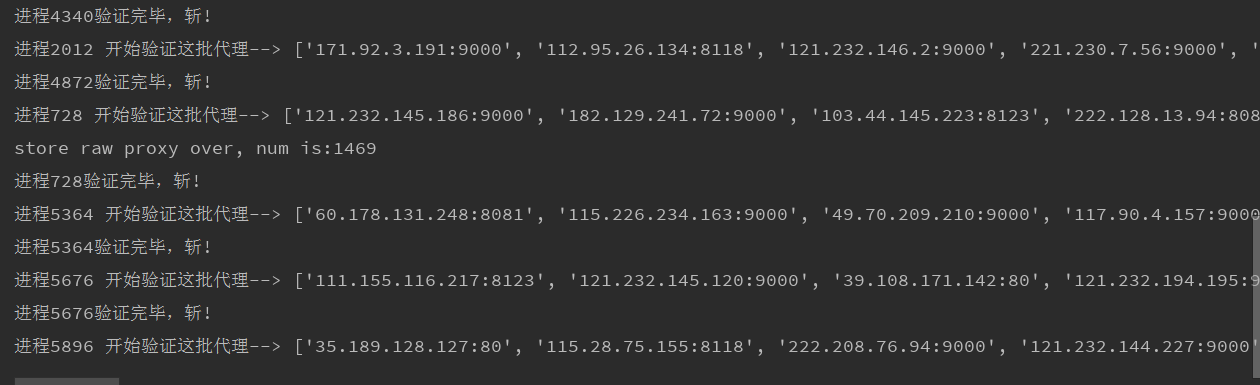 进程4340验证完毕，斩！
进程2012 开始验证这批代理--> ['171.92.3.191:9000', '112.95.26.134:8118', '121.232.146.2:9000', '221.230.7.56:9000', '
进程4872验证完毕，斩！
进程728 开始验证这批代理--> ['121.232.145.186:9000', '182.129.241.72:9000', '103.44.145.223:8123', '222.128.13.94:808
store raw proxy over, num is:1469
进程728验证完毕，斩！
进程5364 开始验证这批代理--> ['60.178.131.248:8081', '115.226.234.163:9000', '49.70.209.210:9000', '117.90.4.157:9000
进程5364验证完毕，斩！
进程5676 开始验证这批代理--> ['111.155.116.217:8123', '121.232.145.120:9000', '39.108.171.142:80', '121.232.194.195:9
进程5676验证完毕，斩！
进程5896 开始验证这批代理--> ['35.189.128.127:80', '115.28.75.155:8118', '222.208.76.94:9000', '121.232.144.227:9000'